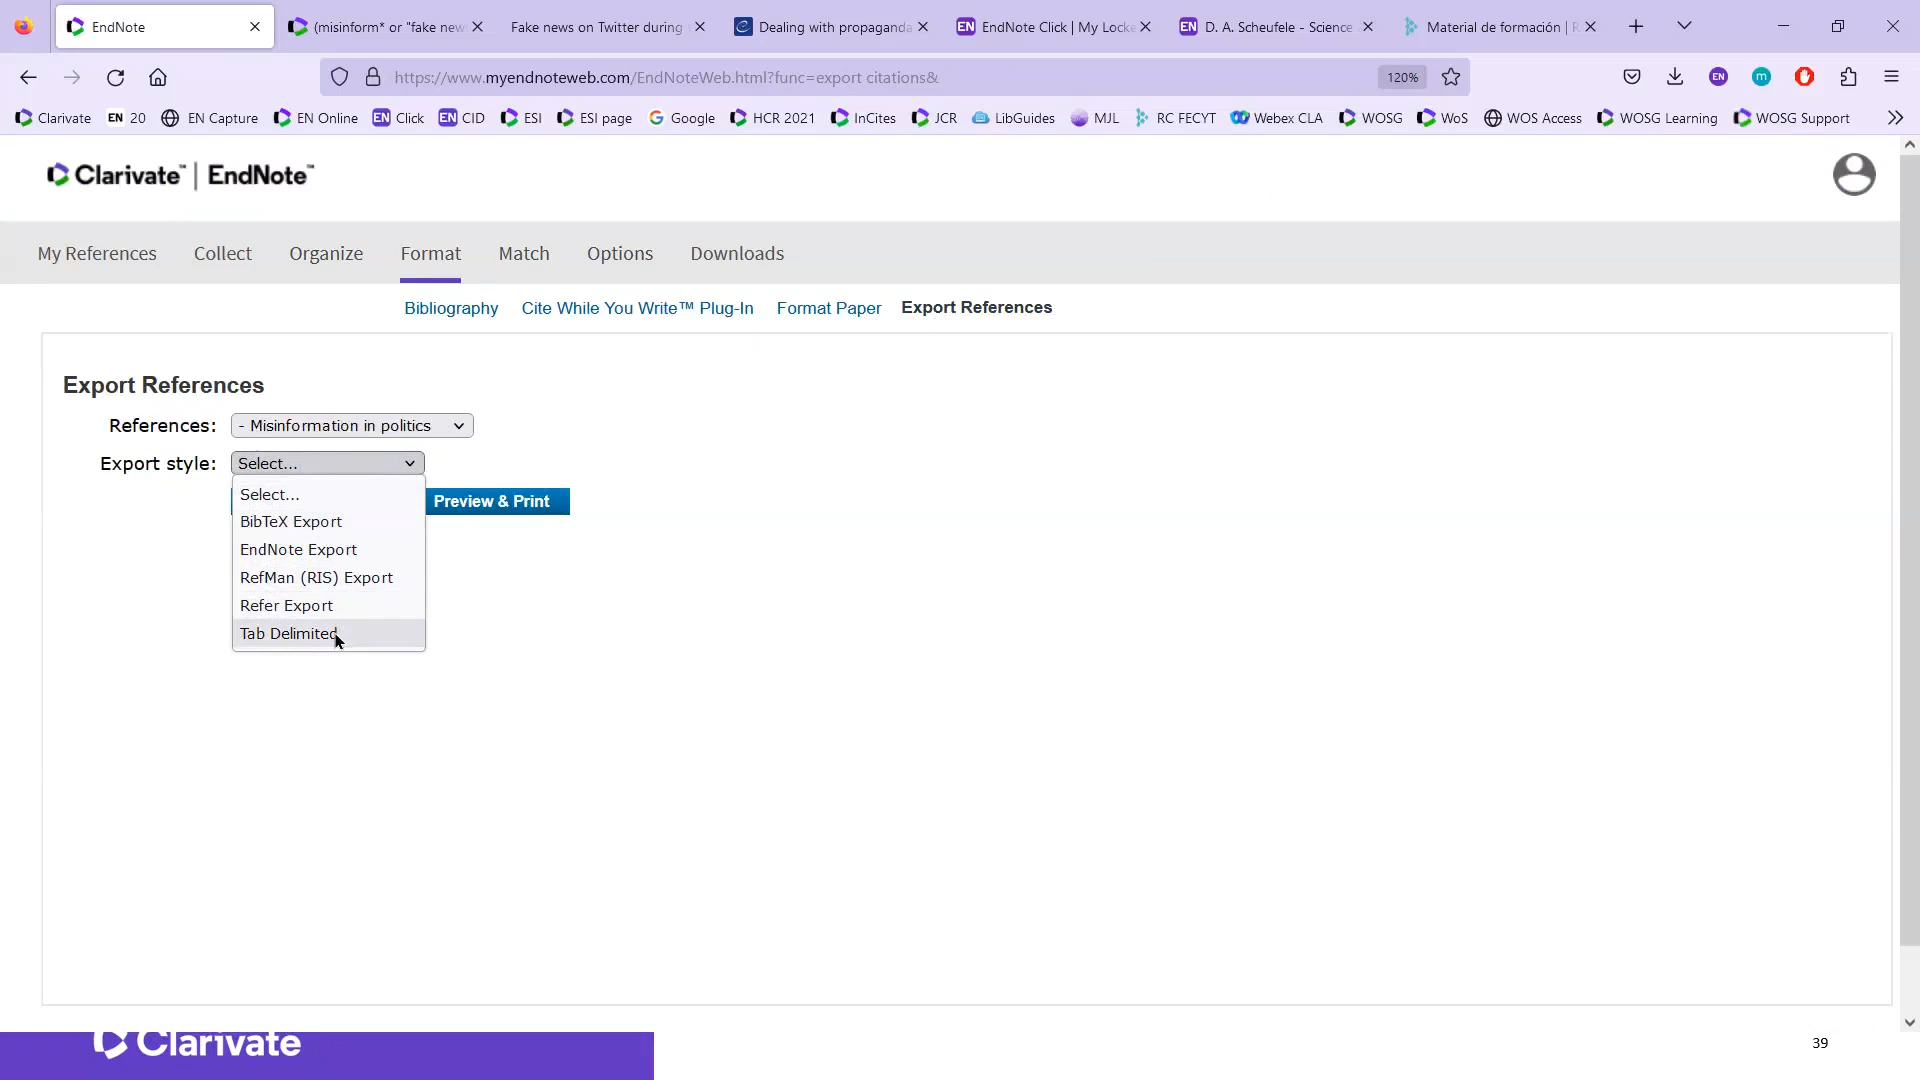 EndNote
(misinform* or "fake new
Fake news on Twitter during
Dealing with propaganda
EndNote Click | My Locke
D. A. Scheufele - Science
Material de formación | R
https://www.myendnoteweb.com/EndNoteWeb.html?func=export citations&
120%
Clarivate
EN 20
EN Capture
EN Online
EN Click
EN CID
ESI
ESI page
Google
HCR 2021
InCites
JCR
LibGuides
MJL
RC FECYT
Webex CLA
WOSG
WoS
WOS Access
WOSG Learning
WOSG Support
Clarivate™ | EndNote™
My References
Collect
Organize
Format
Match
Options
Downloads
Bibliography
Cite While You Write™ Plug-In
Format Paper
Export References
Export References
References:
- Misinformation in politics
Export style:
Select...
Select...
Preview & Print
BibTeX Export
EndNote Export
RefMan (RIS) Export
Refer Export
Tab Delimited
Clarivate
39